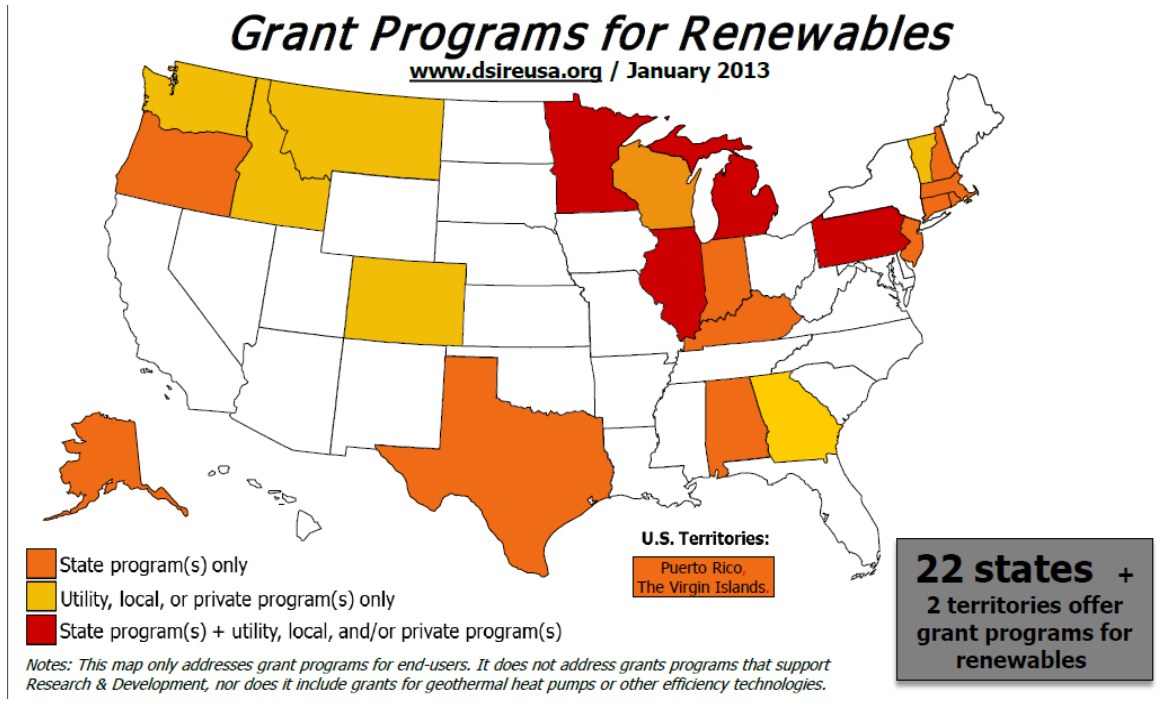 Grant Programs for Renewables
www.dsireusa.org / January 2013
U.S. Territories:
Puerto Rico,
The Virgin Islands.
State program(s) only
Utility, local, or private program(s) only
State program(s) + utility, local, and/or private program(s)
22 states +
2 territories offer
grant programs for
renewables
Notes: This map only addresses grant programs for end-users. It does not address grants programs that support
Research & Development, nor does it include grants for geothermal heat pumps or other efficiency technologies.